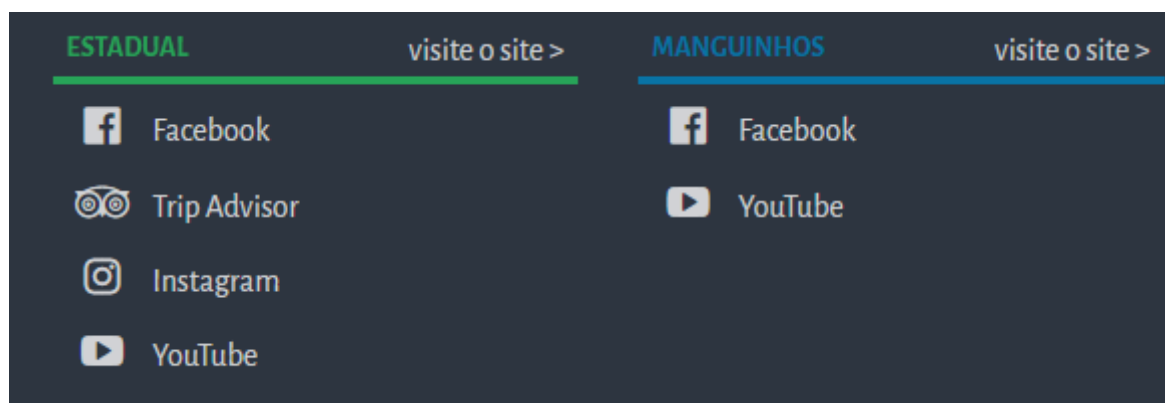 ESTADUAL visite o site >
Facebook
Trip Advisor
Instagram
YouTube
MANGUINHOS visite o site >
Facebook
YouTube